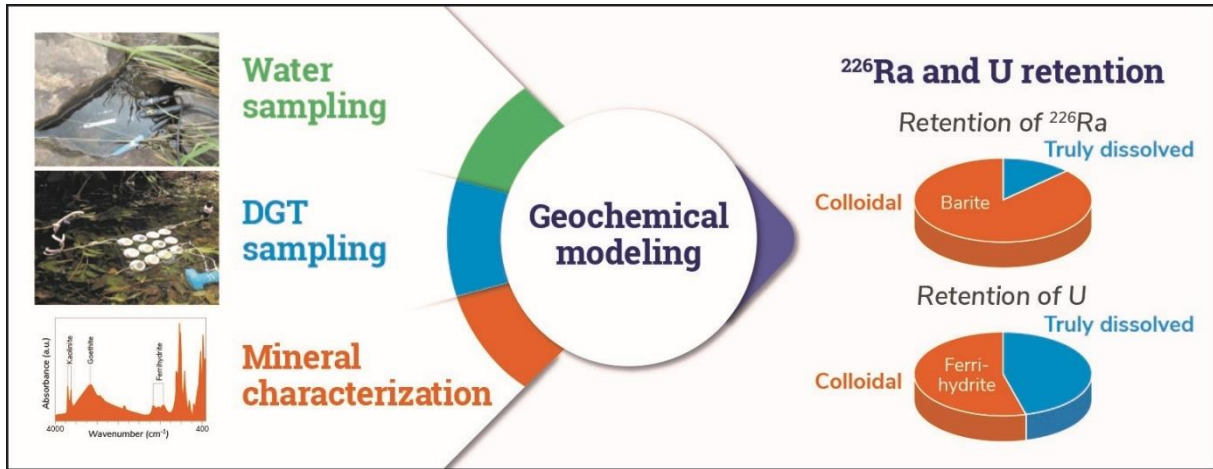 Water
sampling
DGT
sampling
Mineral
characterization
Absorbance (a.u.)
Kaolinite
Goethite
Ferrihydrite
4000
Wavenumber (cm⁻¹)
400
Geochemical
modeling
²²⁶Ra and U retention
Retention of ²²⁶Ra
Truly dissolved
Colloidal
Barite
Retention of U
Truly dissolved
Colloidal
Ferri-
hydrite